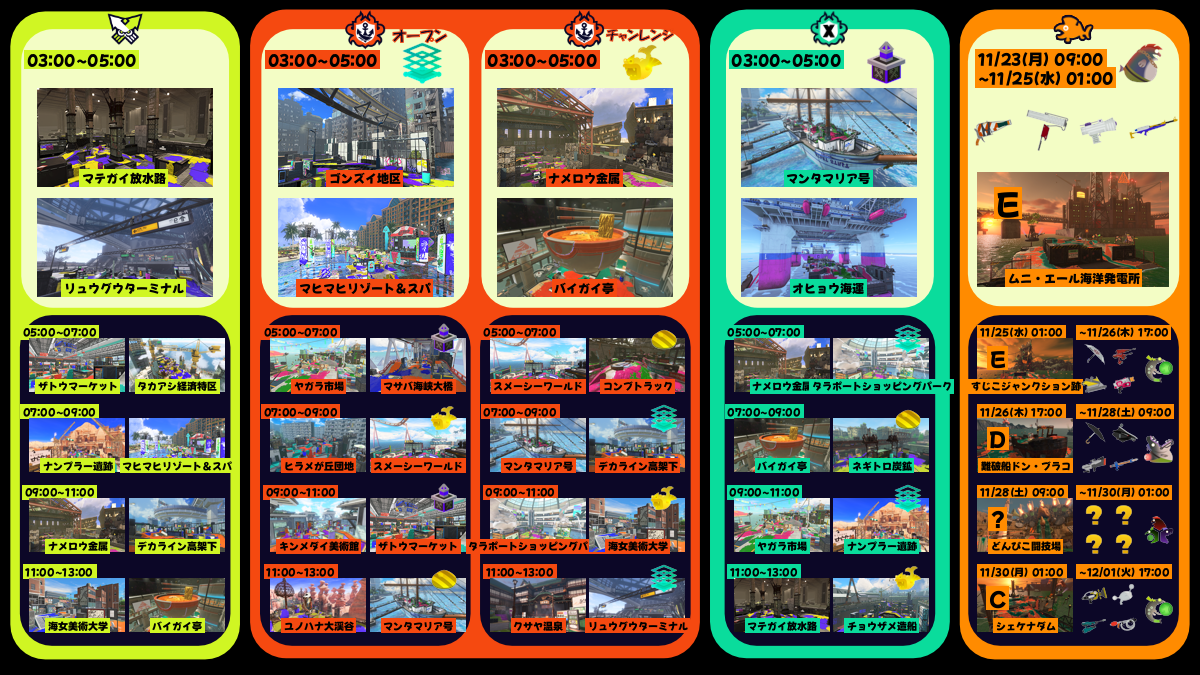 03:00~05:00
マテガイ放水路
リュウグウターミナル
05:00~07:00
ザトウマーケット
タカアシ経済特区
07:00~09:00
ナンプラー遺跡
マヒマヒリゾート&スパ
09:00~11:00
ナメロウ金属
デカライン高架下
11:00~13:00
海女美術大学
バイガイ亭
オープン
03:00~05:00
ゴンズイ地区
マヒマヒリゾート&スパ
05:00~07:00
ヤガラ市場
マサバ海峡大橋
07:00~09:00
ヒラメが丘団地
スメーシーワールド
09:00~11:00
キンメダイ美術館
ザトウマーケット
11:00~13:00
ユノハナ大渓谷
マンタマリア号
チャレンジ
03:00~05:00
ナメロウ金属
バイガイ亭
05:00~07:00
スメーシーワールド
コンブトラック
07:00~09:00
マンタマリア号
デカライン高架下
09:00~11:00
タラポートショッピングパ
海女美術大学
11:00~13:00
クサヤ温泉
リュウグウターミナル
X
03:00~05:00
マンタマリア号
オヒョウ海運
05:00~07:00
ナメロウ金属
タラポートショッピングパーク
07:00~09:00
バイガイ亭
ネギトロ炭鉱
09:00~11:00
ヤガラ市場
ナンプラー遺跡
11:00~13:00
マテガイ放水路
チョウザメ造船
11/23(月) 09:00
~11/25(水) 01:00
E
ムニ・エール海洋発電所
11/25(水) 01:00
~11/26(木) 17:00
E
すじこジャンクション跡
11/26(木) 17:00
~11/28(土) 09:00
D
難破船ドン・ブラコ
11/28(土) 09:00
~11/30(月) 01:00
?
? ?
? ?
どんぴこ闘技場
11/30(月) 01:00
~12/01(火) 17:00
C
シェケナダム